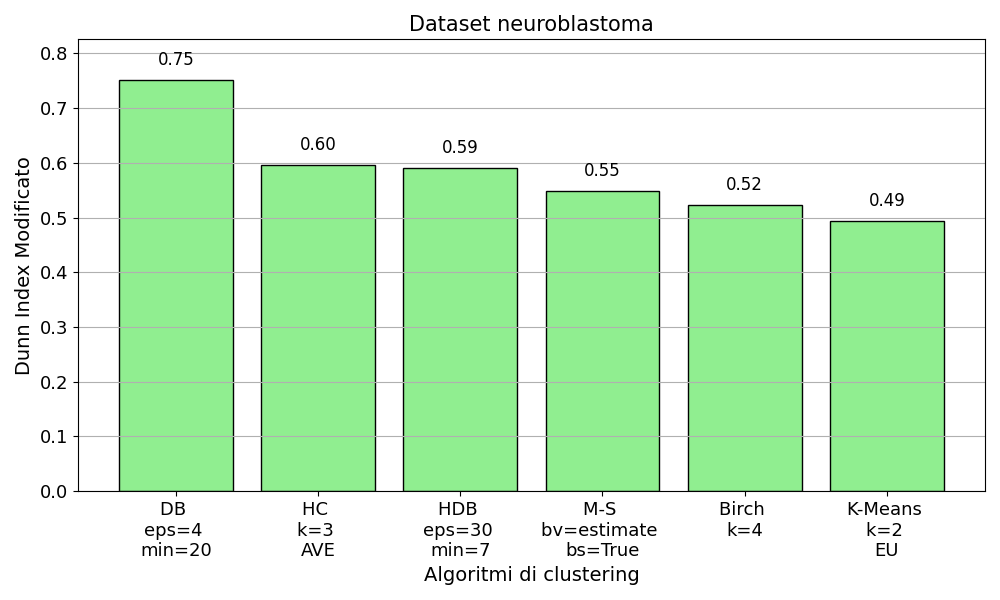 Dataset neuroblastoma
Dunn Index Modificato
0.8
0.7
0.6
0.5
0.4
0.3
0.2
0.1
0.0
0.75
0.60
0.59
0.55
0.52
0.49
DB
eps=4
min=20
HC
k=3
AVE
HDB
eps=30
min=7
M-S
bv=estimate
bs=True
Birch
k=4
K-Means
k=2
EU
Algoritmi di clustering